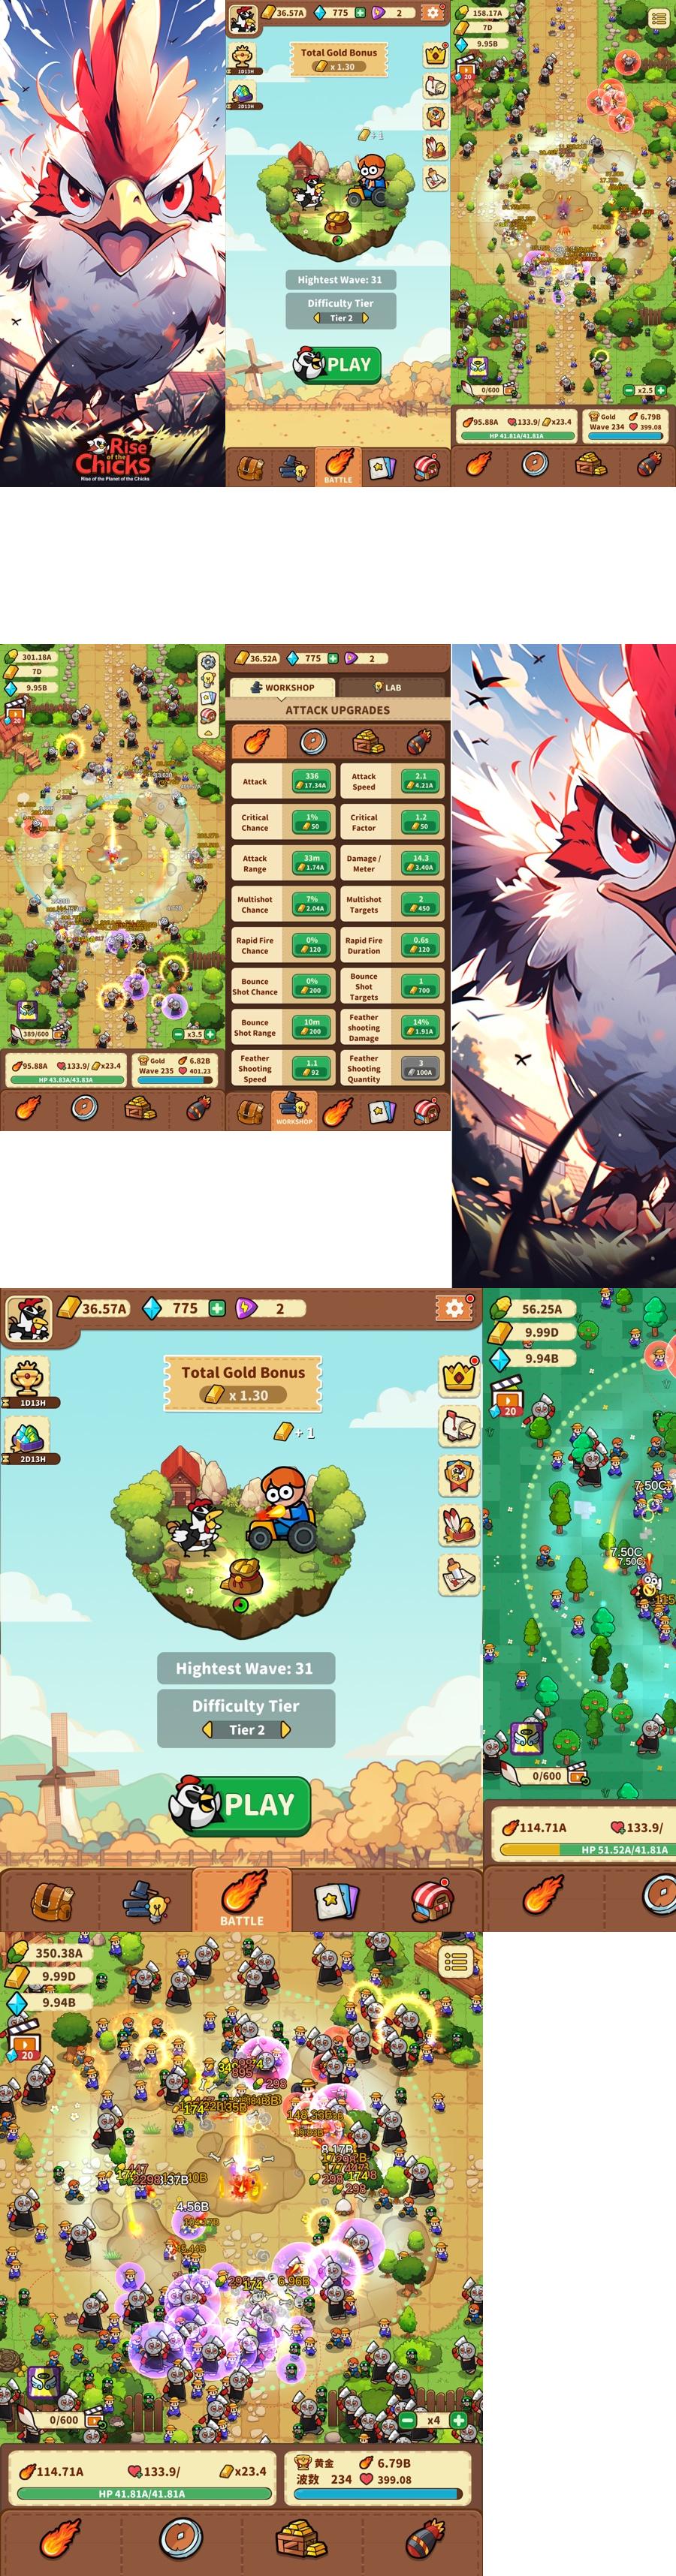 Rise
of the
Chicks
Rise of the Planet of the Chicks
36.57A
775
2
1D13H
2D13H
Total Gold Bonus
x 1.30
+1
Highest Wave: 31
Difficulty Tier
Tier 2
PLAY
BATTLE
158.17A
7D
9.95B
20
0/600
x2.5
95.88A
133.9/
x23.4
HP 41.81A/41.81A
Gold
6.79B
Wave 234
399.08
301.18A
7D
9.95B
20
389/600
x3.5
95.88A
133.9/
x23.4
HP 43.83A/43.83A
Gold
6.82B
Wave 235
401.23
36.52A
775
2
WORKSHOP
LAB
ATTACK UPGRADES
Attack
336
17.34A
Attack Speed
2.1
4.21A
Critical Chance
1%
50
Critical Factor
1.2
50
Attack Range
33m
1.74A
Damage / Meter
14.3
3.40A
Multishot Chance
7%
2.04A
Multishot Targets
2
450
Rapid Fire Chance
0%
120
Rapid Fire Duration
0.6s
120
Bounce Shot Chance
0%
200
Bounce Shot Targets
1
700
Bounce Shot Range
10m
200
Feather shooting Damage
14%
1.91A
Feather Shooting Speed
1.1
92
Feather Shooting Quantity
3
100A
WORKSHOP
36.57A
775
2
1D13H
2D13H
Total Gold Bonus
x 1.30
+1
Highest Wave: 31
Difficulty Tier
Tier 2
PLAY
BATTLE
56.25A
9.99D
9.94B
20
7.50C
7.50C
7.50C
0/600
114.71A
133.9/
HP 51.52A/41.81A
350.38A
9.99D
9.94B
20
298
8.17B
4.56B
6.96B
174
0/600
x4
114.71A
133.9/
x23.4
HP 41.81A/41.81A
黄金
6.79B
波数 234
399.08